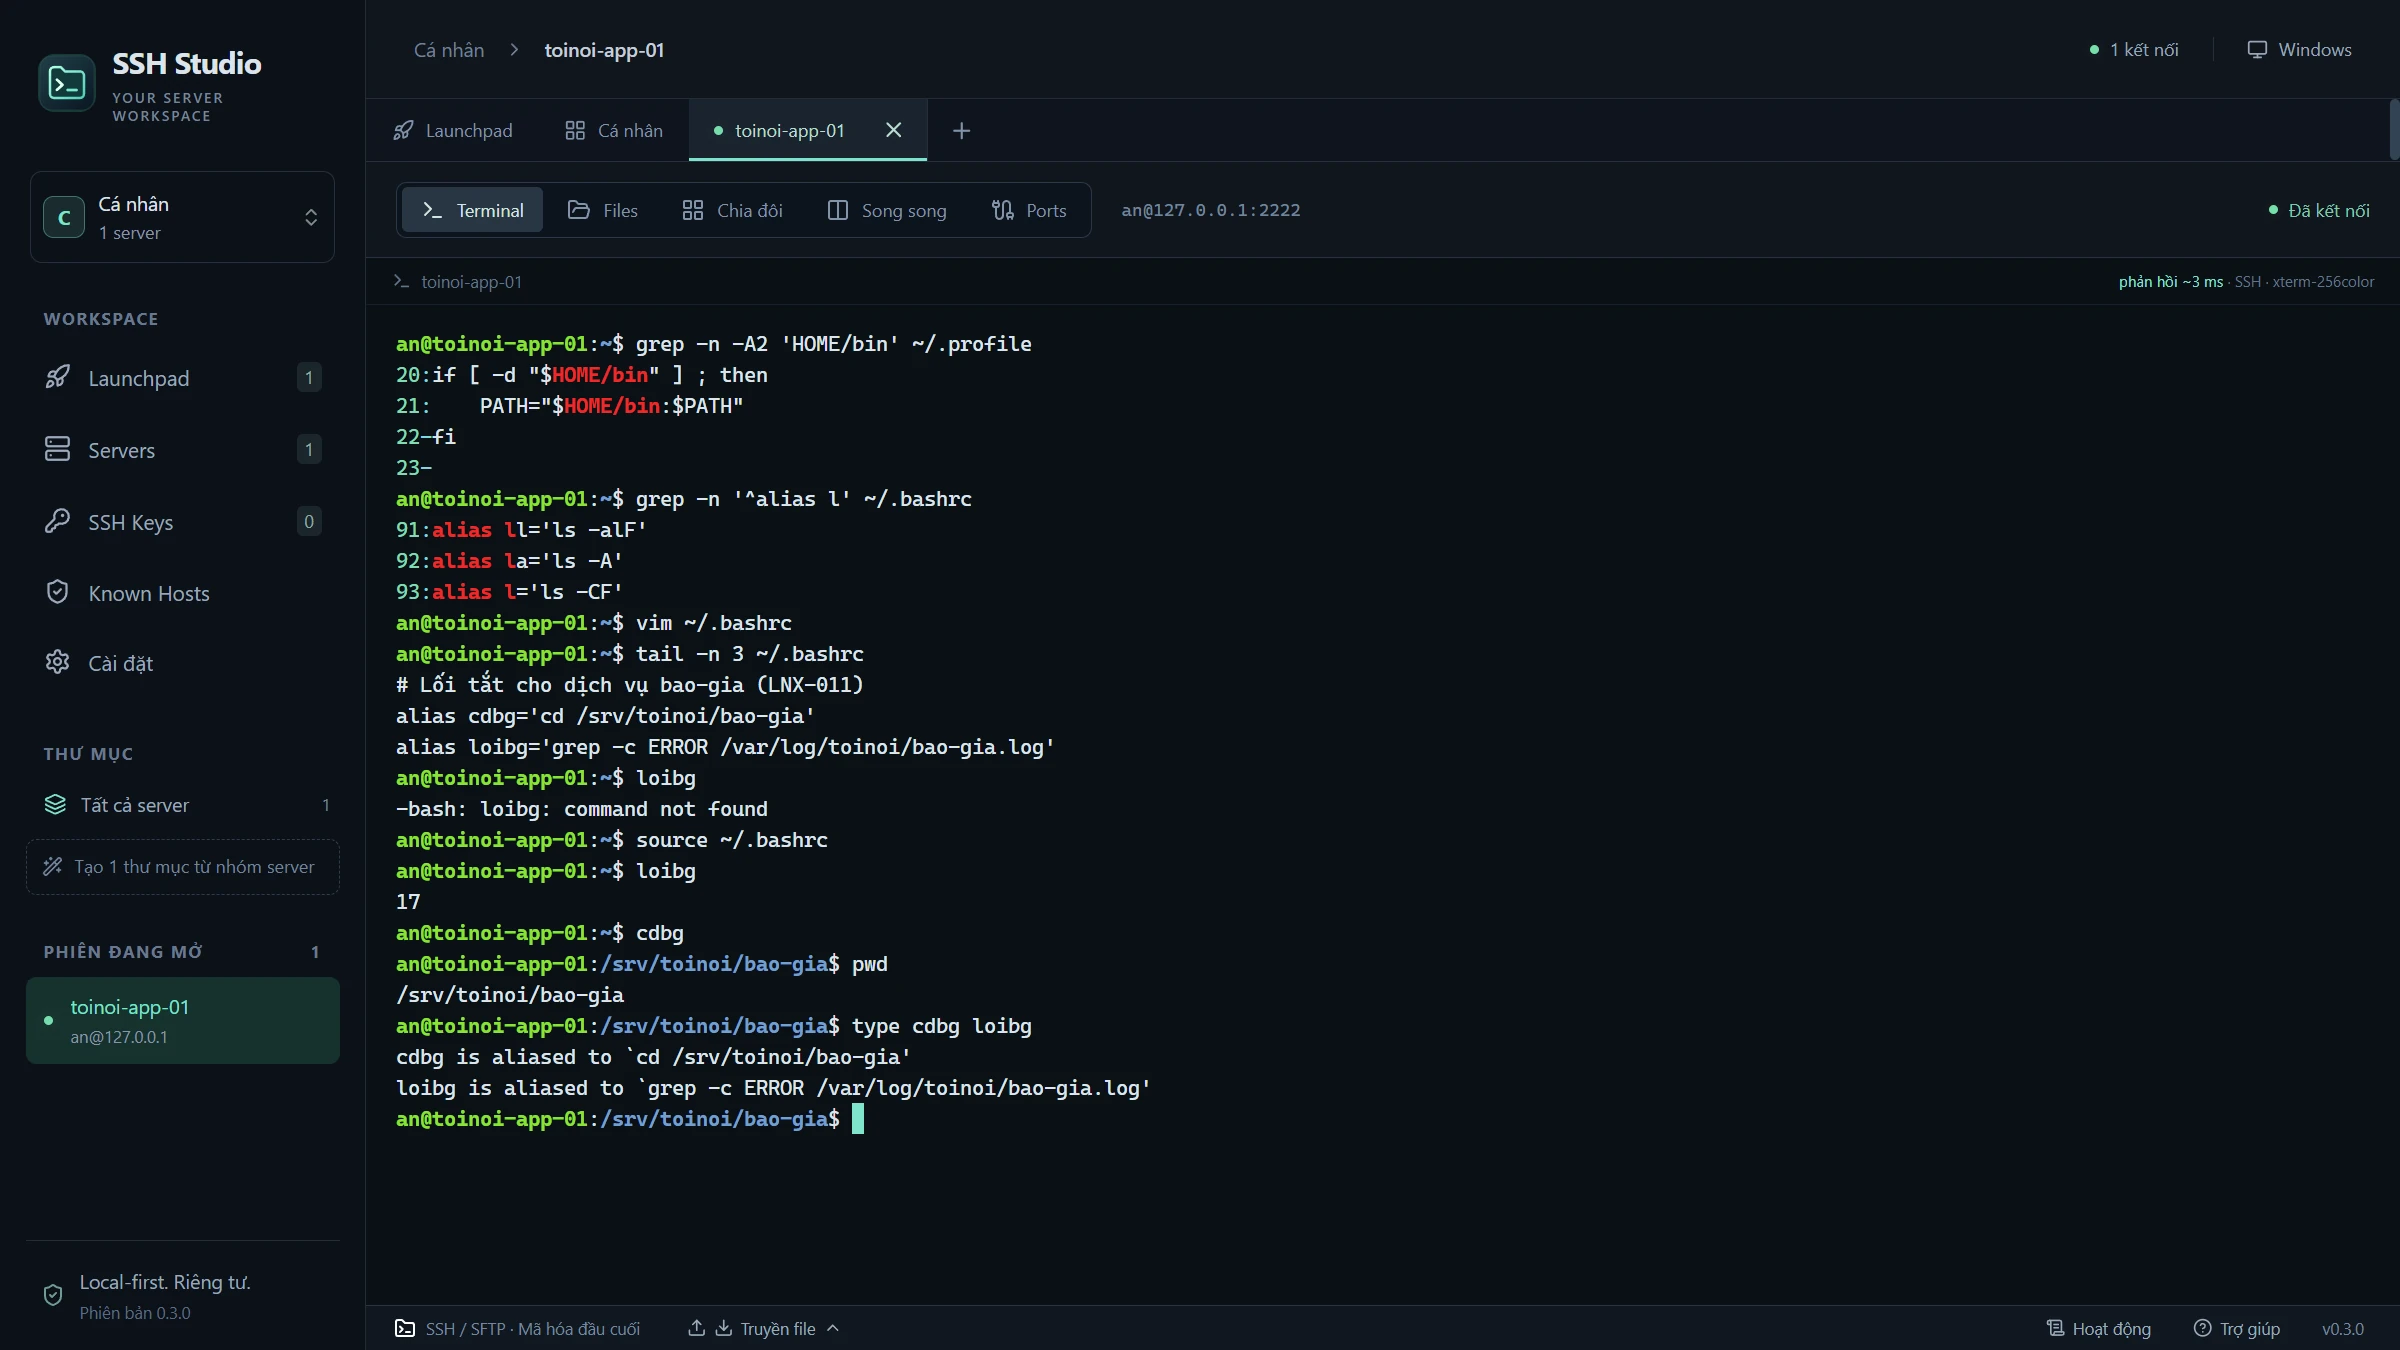 SSH Studio
YOUR SERVER
WORKSPACE
C
Cá nhân
1 server
WORKSPACE
Launchpad 1
Servers 1
SSH Keys 0
Known Hosts
Cài đặt
THƯ MỤC
Tất cả server 1
Tạo 1 thư mục từ nhóm server
PHIÊN ĐANG MỞ 1
toinoi-app-01
an@127.0.0.1
Local-first. Riêng tư.
Phiên bản 0.3.0
Cá nhân > toinoi-app-01
1 kết nối
Windows
Launchpad
Cá nhân
toinoi-app-01
Terminal
Files
Chia đôi
Song song
Ports
an@127.0.0.1:2222
Đã kết nối
toinoi-app-01
phản hồi ~3 ms · SSH · xterm-256color
an@toinoi-app-01:~$ grep -n -A2 'HOME/bin' ~/.profile
20:if [ -d "$HOME/bin" ] ; then
21:    PATH="$HOME/bin:$PATH"
22-fi
23-
an@toinoi-app-01:~$ grep -n '^alias l' ~/.bashrc
91:alias ll='ls -alF'
92:alias la='ls -A'
93:alias l='ls -CF'
an@toinoi-app-01:~$ vim ~/.bashrc
an@toinoi-app-01:~$ tail -n 3 ~/.bashrc
# Lối tắt cho dịch vụ bao-gia (LNX-011)
alias cdbg='cd /srv/toinoi/bao-gia'
alias loibg='grep -c ERROR /var/log/toinoi/bao-gia.log'
an@toinoi-app-01:~$ loibg
-bash: loibg: command not found
an@toinoi-app-01:~$ source ~/.bashrc
an@toinoi-app-01:~$ loibg
17
an@toinoi-app-01:~$ cdbg
an@toinoi-app-01:/srv/toinoi/bao-gia$ pwd
/srv/toinoi/bao-gia
an@toinoi-app-01:/srv/toinoi/bao-gia$ type cdbg loibg
cdbg is aliased to `cd /srv/toinoi/bao-gia'
loibg is aliased to `grep -c ERROR /var/log/toinoi/bao-gia.log'
an@toinoi-app-01:/srv/toinoi/bao-gia$
SSH / SFTP · Mã hóa đầu cuối
Truyền file
Hoạt động
Trợ giúp
v0.3.0